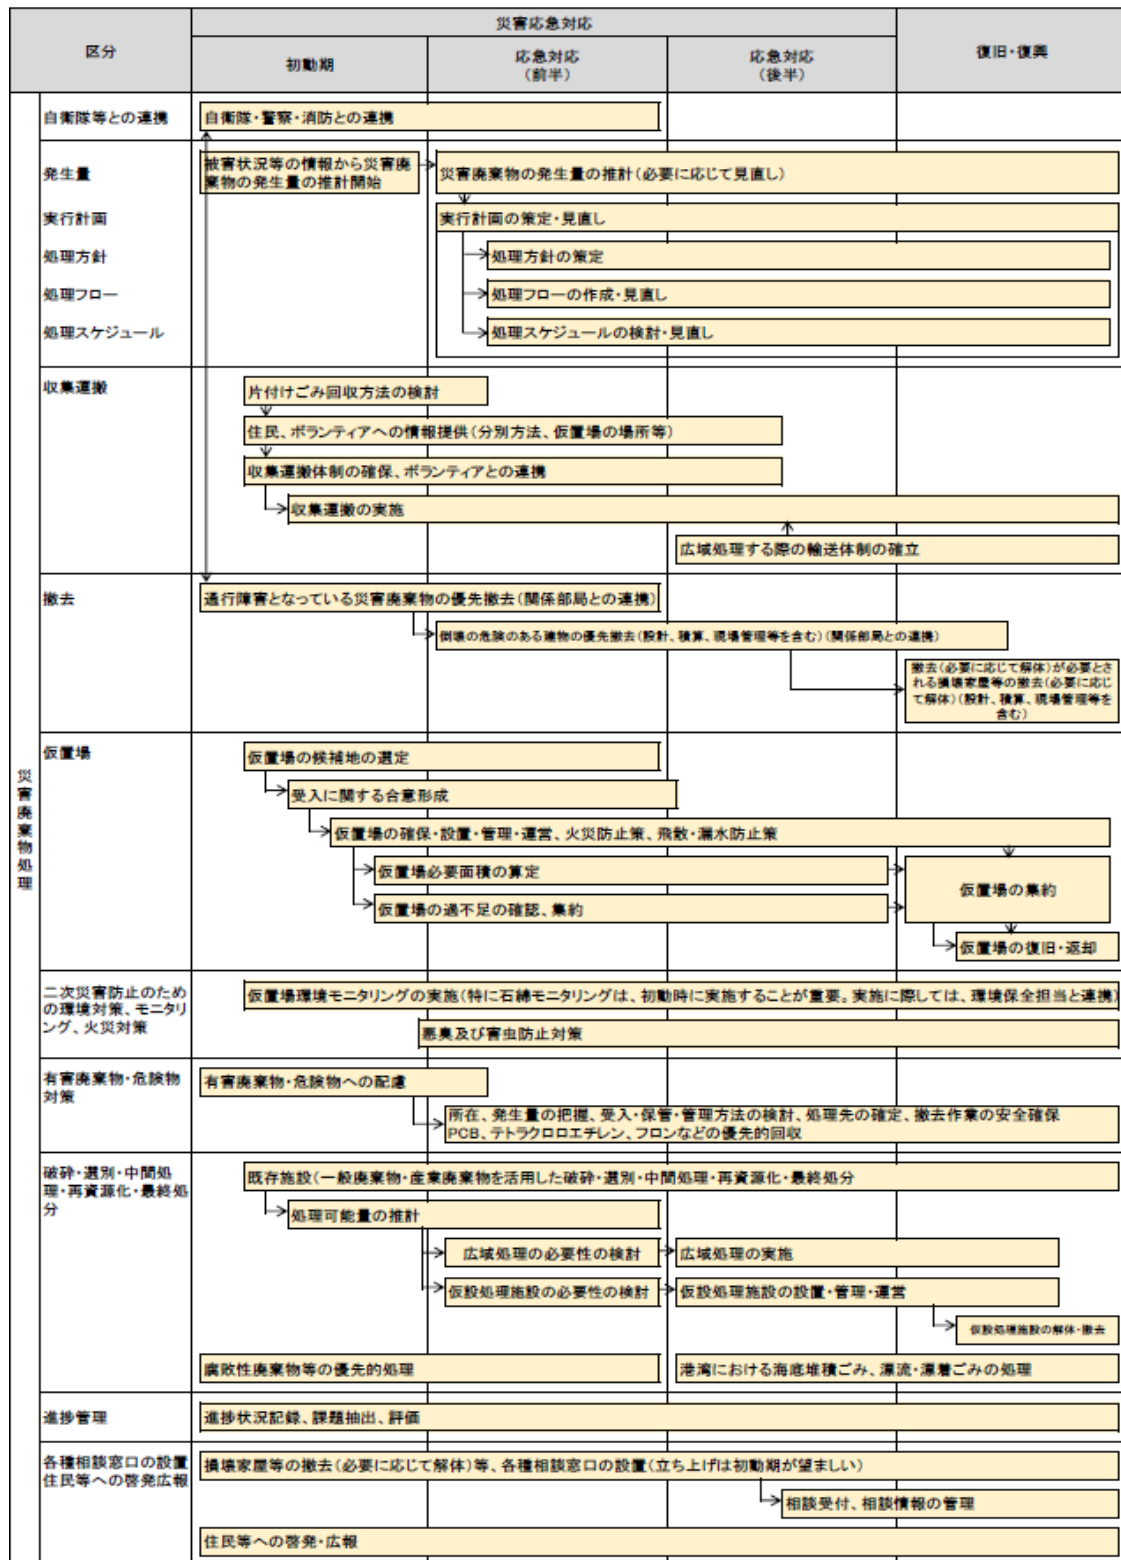 区分
災害応急対応
復旧・復興
初動期
応急対応
(前半)
応急対応
(後半)
災害廃棄物処理
自衛隊等との連携
自衛隊・警察・消防との連携
発生量
被害状況等の情報から災害廃
棄物の発生量の推計開始
災害廃棄物の発生量の推計(必要に応じて見直し)
実行計画
実行計画の策定・見直し
処理方針
処理方針の策定
処理フロー
処理フローの作成・見直し
処理スケジュール
処理スケジュールの検討・見直し
収集運搬
片付けごみ回収方法の検討
住民、ボランティアへの情報提供(分別方法、仮置場の場所等)
収集運搬体制の確保、ボランティアとの連携
収集運搬の実施
広域処理する際の輸送体制の確立
撤去
通行障害となっている災害廃棄物の優先撤去(関係部局との連携)
倒壊の危険のある建物の優先撤去(設計、積算、現場管理等を含む)(関係部局との連携)
撤去(必要に応じて解体)が必要とさ
れる損壊家屋等の撤去(必要に応じ
て解体)(設計、積算、現場管理等を
含む)
仮置場
仮置場の候補地の選定
受入に関する合意形成
仮置場の確保・設置・管理・運営、火災防止策、飛散・漏水防止策
仮置場必要面積の算定
仮置場の過不足の確認、集約
仮置場の集約
仮置場の復旧・返却
二次災害防止のため
の環境対策、モニタリ
ング、火災対策
仮置場環境モニタリングの実施(特に石綿モニタリングは、初動時に実施することが重要。実施に際しては、環境保全担当と連携)
悪臭及び害虫防止対策
有害廃棄物・危険物
対策
有害廃棄物・危険物への配慮
所在、発生量の把握、受入・保管・管理方法の検討、処理先の確定、撤去作業の安全確保
PCB、テトラクロロエチレン、フロンなどの優先的回収
破砕・選別・中間処
理・再資源化・最終処
分
既存施設(一般廃棄物・産業廃棄物を活用した破砕・選別・中間処理・再資源化・最終処分
処理可能量の推計
広域処理の必要性の検討
広域処理の実施
仮設処理施設の必要性の検討
仮設処理施設の設置・管理・運営
仮設処理施設の解体・撤去
腐敗性廃棄物等の優先的処理
港湾における海底堆積ごみ、漂流・漂着ごみの処理
進捗管理
進捗状況記録、課題抽出、評価
各種相談窓口の設置
住民等への啓発広報
損壊家屋等の撤去(必要に応じて解体)等、各種相談窓口の設置(立ち上げは初動期が望ましい)
相談受付、相談情報の管理
住民等への啓発・広報